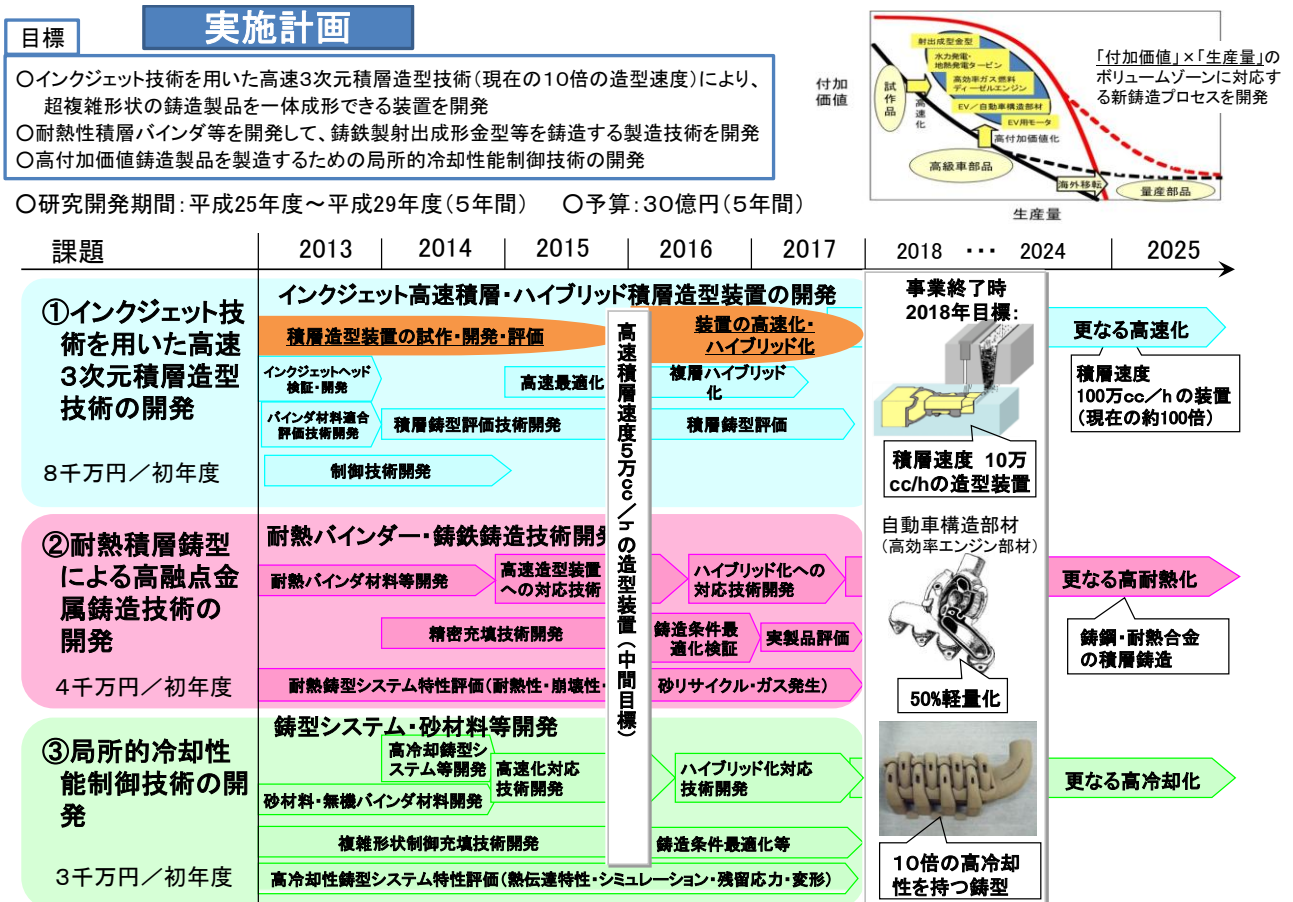 実施計画
目標
○インクジェット技術を用いた高速3次元積層造型技術(現在の10倍の造型速度)により、
超複雑形状の鋳造製品を一体成形できる装置を開発
○耐熱性積層バインダ等を開発して、鋳鉄製射出成形金型等を鋳造する製造技術を開発
○高付加価値鋳造製品を製造するための局所的冷却性能制御技術の開発
○研究開発期間:平成25年度～平成29年度(5年間)　○予算:30億円(5年間)
付加
価値
試作品
高速化
射出成型金型
水力発電・
地熱発電タービン
高効率ガス燃料
ディーゼルエンジン
EV/自動車構造部材
EV用モータ
高付加価値化
高級車部品
海外移転
量産部品
生産量
「付加価値」×「生産量」の
ボリュームゾーンに対応す
る新鋳造プロセスを開発
課題
2013 2014 2015 2016 2017 2018 ・・・ 2024 2025
①インクジェット技
術を用いた高速
3次元積層造型
技術の開発
8千万円/初年度
インクジェット高速積層・ハイブリッド積層造型装置の開発
積層造型装置の試作・開発・評価
装置の高速化・
ハイブリッド化
インクジェットヘッド
検証・開発
高速最適化
複層ハイブリッド
化
バインダ材料適合
評価技術開発
積層鋳型評価技術開発
積層鋳型評価
制御技術開発
高速積層速度5万cc/hの造型装置(中間目標)
事業終了時
2018年目標:
積層速度 10万
cc/hの造型装置
更なる高速化
積層速度
100万cc/hの装置
(現在の約100倍)
②耐熱積層鋳型
による高融点金
属鋳造技術の
開発
4千万円/初年度
耐熱バインダー・鋳鉄鋳造技術開発
耐熱バインダ材料等開発
高速造型装置
への対応技術
ハイブリッド化への
対応技術開発
精密充填技術開発
鋳造条件最
適化検証
実製品評価
耐熱鋳型システム特性評価(耐熱性・崩壊性・
砂リサイクル・ガス発生)
自動車構造部材
(高効率エンジン部材)
50%軽量化
更なる高耐熱化
鋳鋼・耐熱合金
の積層鋳造
③局所的冷却性
能制御技術の開
発
3千万円/初年度
鋳型システム・砂材料等開発
高冷却鋳型シ
ステム等開発
高速化対応
技術開発
ハイブリッド化対応
技術開発
砂材料・無機バインダ材料開発
複雑形状制御充填技術開発
鋳造条件最適化等
高冷却性鋳型システム特性評価(熱伝達特性・シミュレーション・残留応力・変形)
10倍の高冷却
性を持つ鋳型
更なる高冷却化